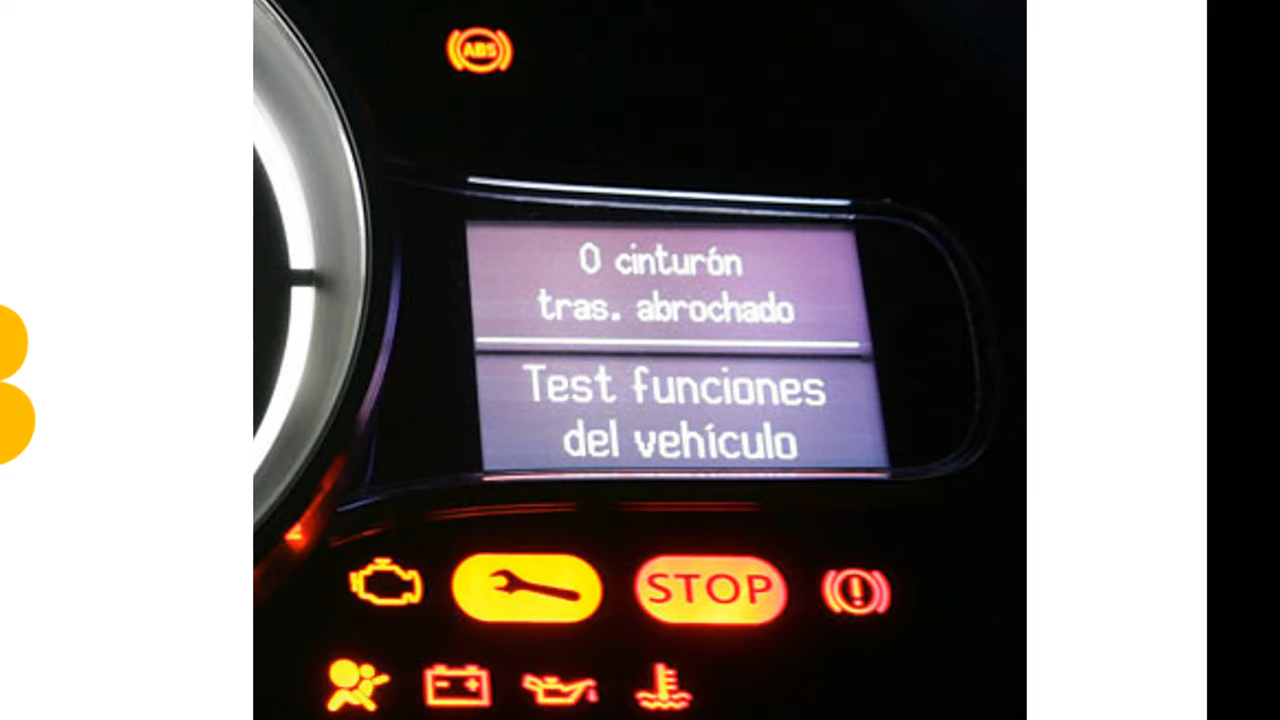 ABS
0 cinturón
tras. abrochado
Test funciones
del vehículo
STOP